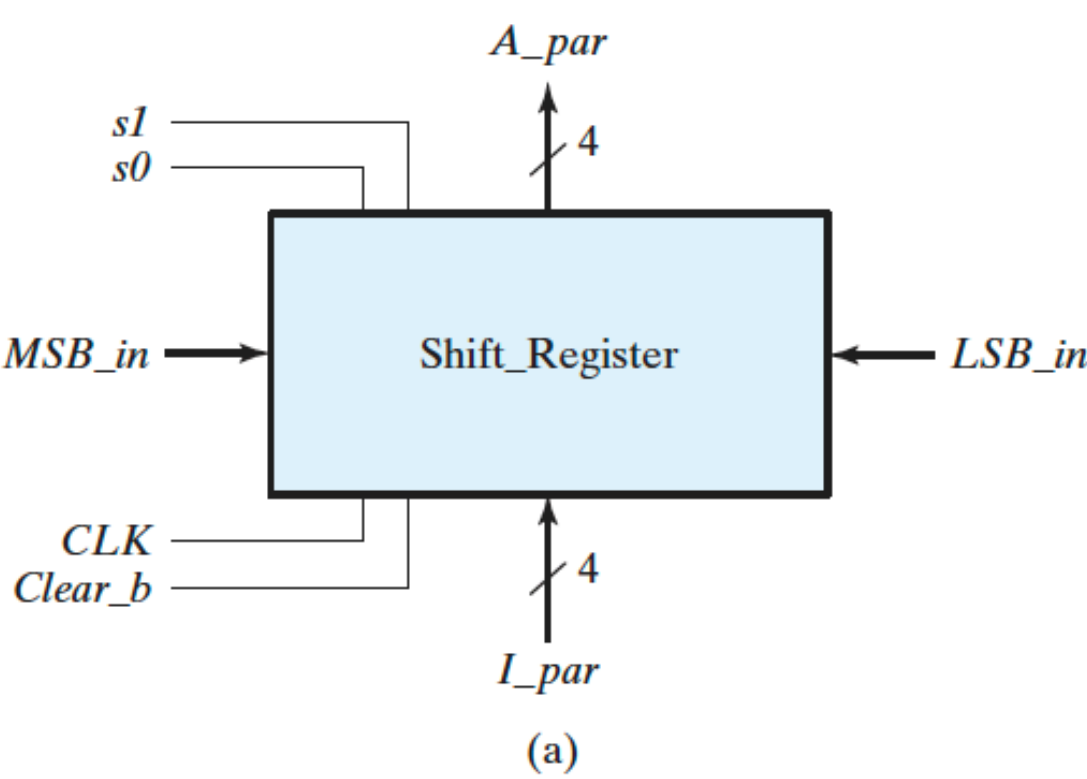 A_par
s1
4
s0
MSB_in
Shift_Register
LSB_in
CLK
4
Clear_b
I_par
(a)